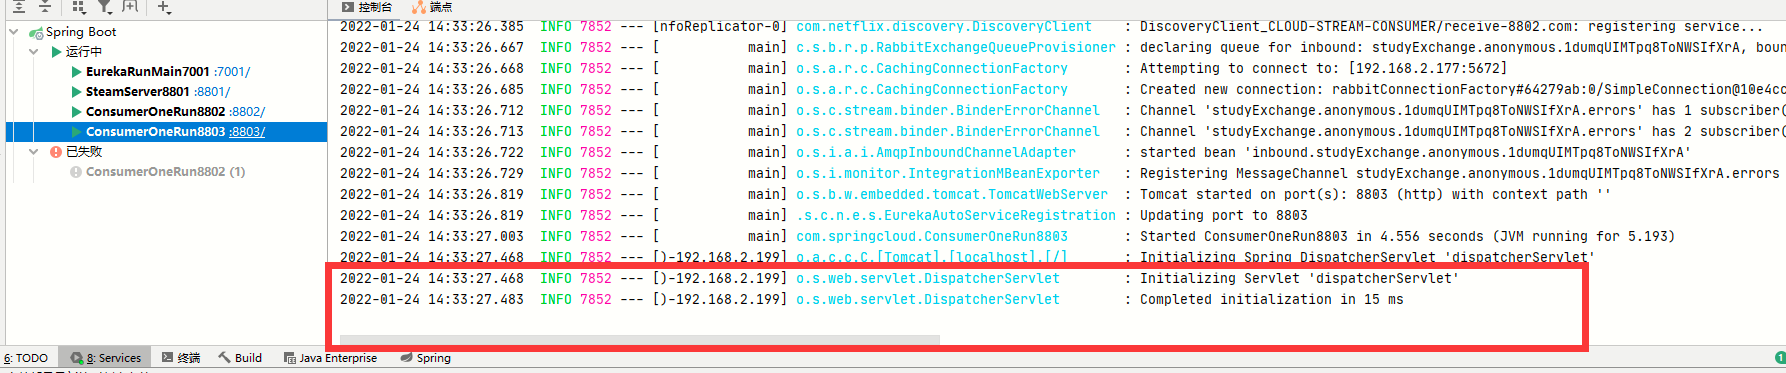 控制台 端点
Spring Boot
运行中
EurekaRunMain7001 :7001/
SteamServer8801 :8801/
ConsumerOneRun8802 :8802/
ConsumerOneRun8803 :8803/
已失败
ConsumerOneRun8802 (1)
2022-01-24 14:33:26.385 INFO 7852 --- [nfoReplicator-0] com.netflix.discovery.DiscoveryClient : DiscoveryClient_CLOUD-STREAM-CONSUMER/receive-8802.com: registering service...
2022-01-24 14:33:26.667 INFO 7852 --- [ main] c.s.b.r.p.RabbitExchangeQueueProvisioner : declaring queue for inbound: studyExchange.anonymous.1dumqUIMTpq8ToNWSIfXrA, boun
2022-01-24 14:33:26.668 INFO 7852 --- [ main] o.s.a.r.c.CachingConnectionFactory : Attempting to connect to: [192.168.2.177:5672]
2022-01-24 14:33:26.685 INFO 7852 --- [ main] o.s.a.r.c.CachingConnectionFactory : Created new connection: rabbitConnectionFactory#64279ab:0/SimpleConnection@10e4cc
2022-01-24 14:33:26.712 INFO 7852 --- [ main] o.s.c.stream.binder.BinderErrorChannel : Channel 'studyExchange.anonymous.1dumqUIMTpq8ToNWSIfXrA.errors' has 1 subscriber(
2022-01-24 14:33:26.713 INFO 7852 --- [ main] o.s.c.stream.binder.BinderErrorChannel : Channel 'studyExchange.anonymous.1dumqUIMTpq8ToNWSIfXrA.errors' has 2 subscriber(
2022-01-24 14:33:26.722 INFO 7852 --- [ main] o.s.i.a.i.AmqpInboundChannelAdapter : started bean 'inbound.studyExchange.anonymous.1dumqUIMTpq8ToNWSIfXrA'
2022-01-24 14:33:26.729 INFO 7852 --- [ main] o.s.i.monitor.IntegrationMBeanExporter : Registering MessageChannel studyExchange.anonymous.1dumqUIMTpq8ToNWSIfXrA.errors
2022-01-24 14:33:26.819 INFO 7852 --- [ main] o.s.b.w.embedded.tomcat.TomcatWebServer : Tomcat started on port(s): 8803 (http) with context path ''
2022-01-24 14:33:26.819 INFO 7852 --- [ main] .s.c.n.e.s.EurekaAutoServiceRegistration : Updating port to 8803
2022-01-24 14:33:27.003 INFO 7852 --- [ main] com.springcloud.ConsumerOneRun8803 : Started ConsumerOneRun8803 in 4.556 seconds (JVM running for 5.193)
2022-01-24 14:33:27.468 INFO 7852 --- [)-192.168.2.199] o.a.c.c.C.[Tomcat].[localhost].[/] : Initializing Spring DispatcherServlet 'dispatcherServlet'
2022-01-24 14:33:27.468 INFO 7852 --- [)-192.168.2.199] o.s.web.servlet.DispatcherServlet : Initializing Servlet 'dispatcherServlet'
2022-01-24 14:33:27.483 INFO 7852 --- [)-192.168.2.199] o.s.web.servlet.DispatcherServlet : Completed initialization in 15 ms
6: TODO 8: Services 终端 Build Java Enterprise Spring 1